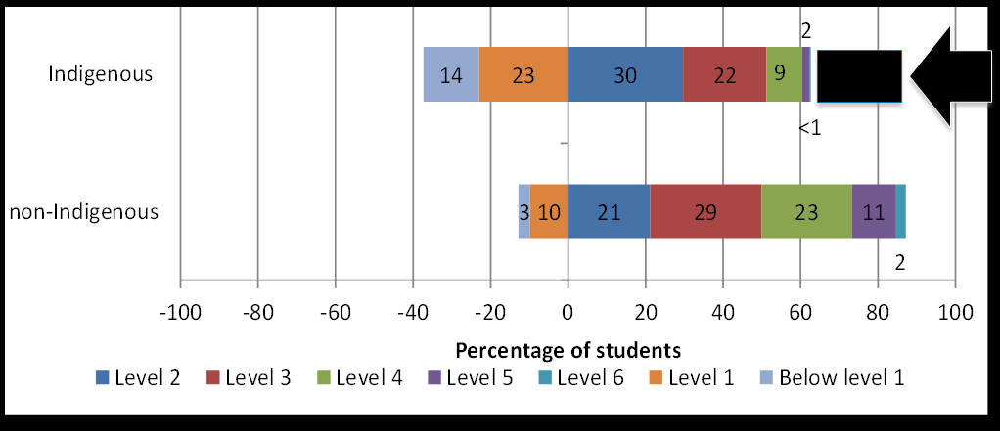 2
Indigenous 14 23 30 22 9
<1
non-Indigenous 3 10 21 29 23 11
2
-100 -80 -60 -40 -20 0 20 40 60 80 100
Percentage of students
Level 2 Level 3 Level 4 Level 5 Level 6 Level 1 Below level 1